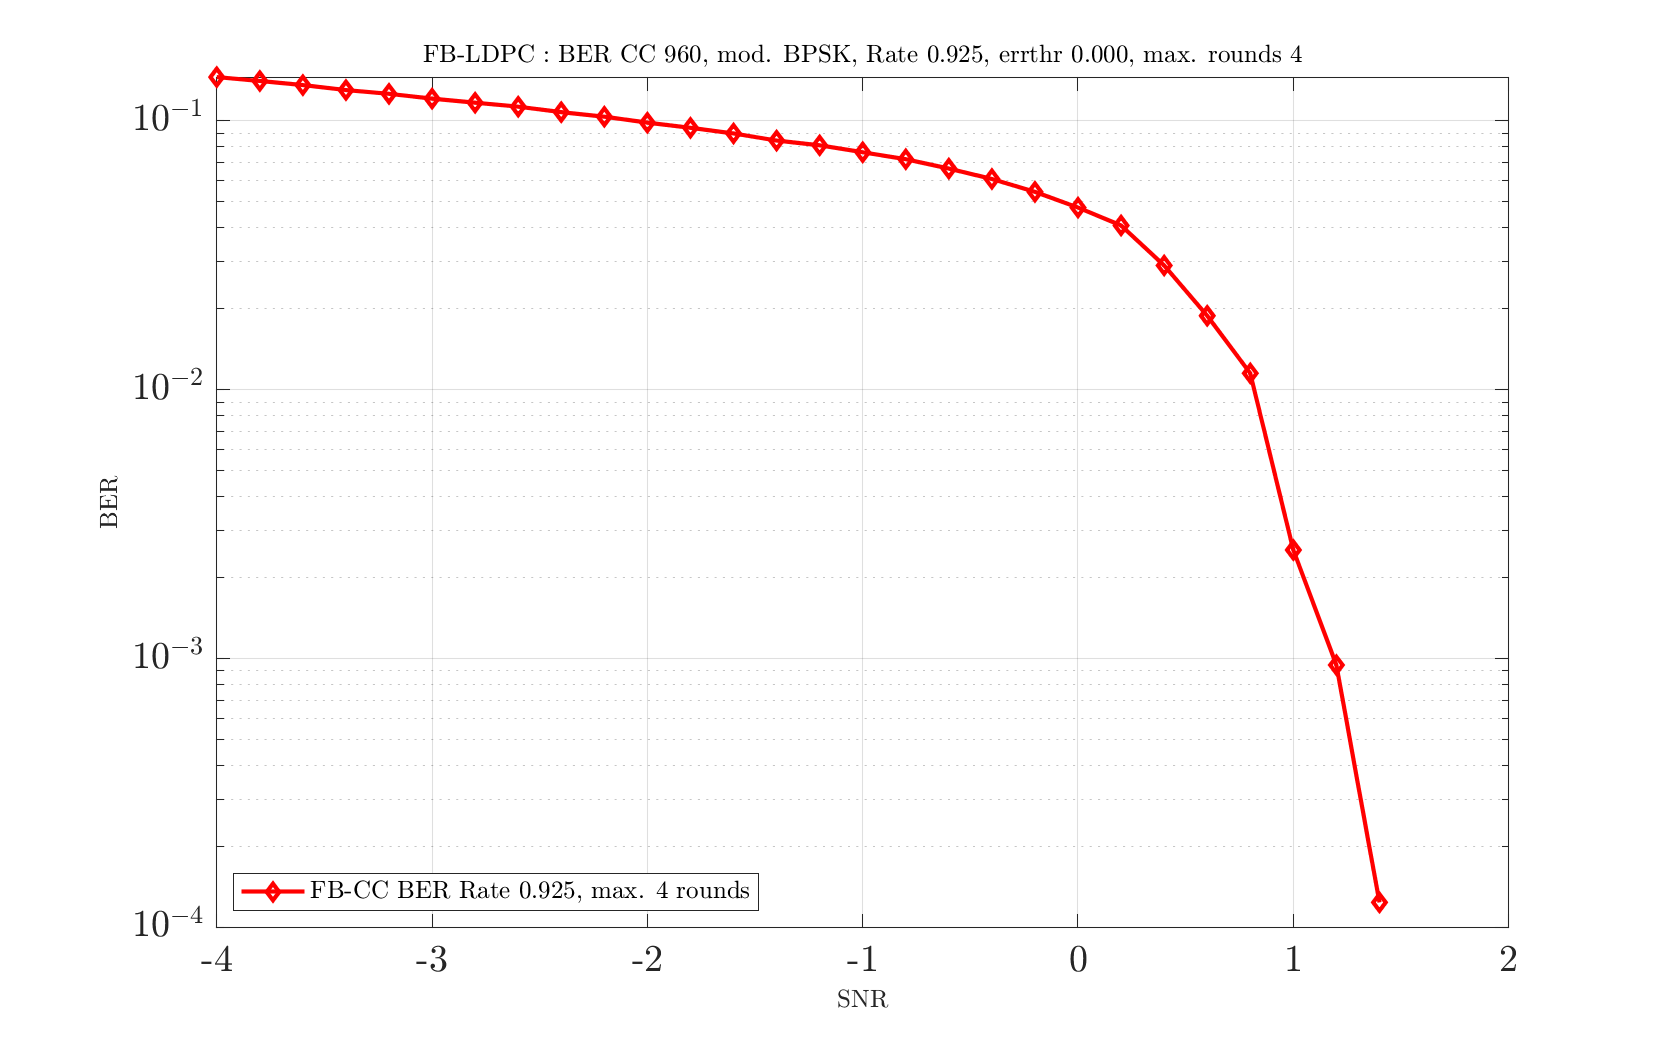 FB-LDPC : BER CC 960, mod. BPSK, Rate 0.925, errthr 0.000, max. rounds 4
10⁻¹
10⁻²
10⁻³
10⁻⁴
BER
FB-CC BER Rate 0.925, max. 4 rounds
-4 -3 -2 -1 0 1 2
SNR